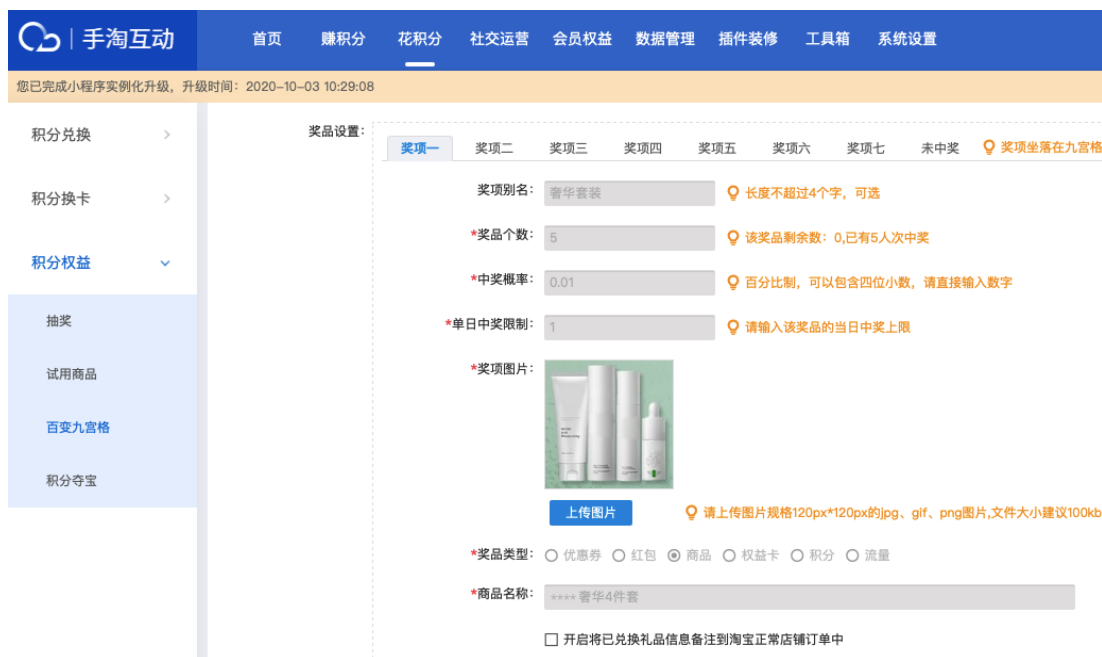 手淘互动 首页 赚积分 花积分 社交运营 会员权益 数据管理 插件装修 工具箱 系统设置
您已完成小程序实例化升级，升级时间：2020-10-03 10:29:08
积分兑换
积分换卡
积分权益
抽奖
试用商品
百变九宫格
积分夺宝
奖品设置：
奖项一 奖项二 奖项三 奖项四 奖项五 奖项六 奖项七 未中奖 奖项坐落在九宫格
奖项别名： 奢华套装 长度不超过4个字，可选
*奖品个数： 5 该奖品剩余数：0,已有5人次中奖
*中奖概率： 0.01 百分比制，可以包含四位小数，请直接输入数字
*单日中奖限制： 1 请输入该奖品的当日中奖上限
*奖项图片：
上传图片 请上传图片规格120px*120px的jpg、gif、png图片,文件大小建议100kb
*奖品类型： 优惠券 红包 商品 权益卡 积分 流量
*商品名称： **** 奢华4件套
开启将已兑换礼品信息备注到淘宝正常店铺订单中